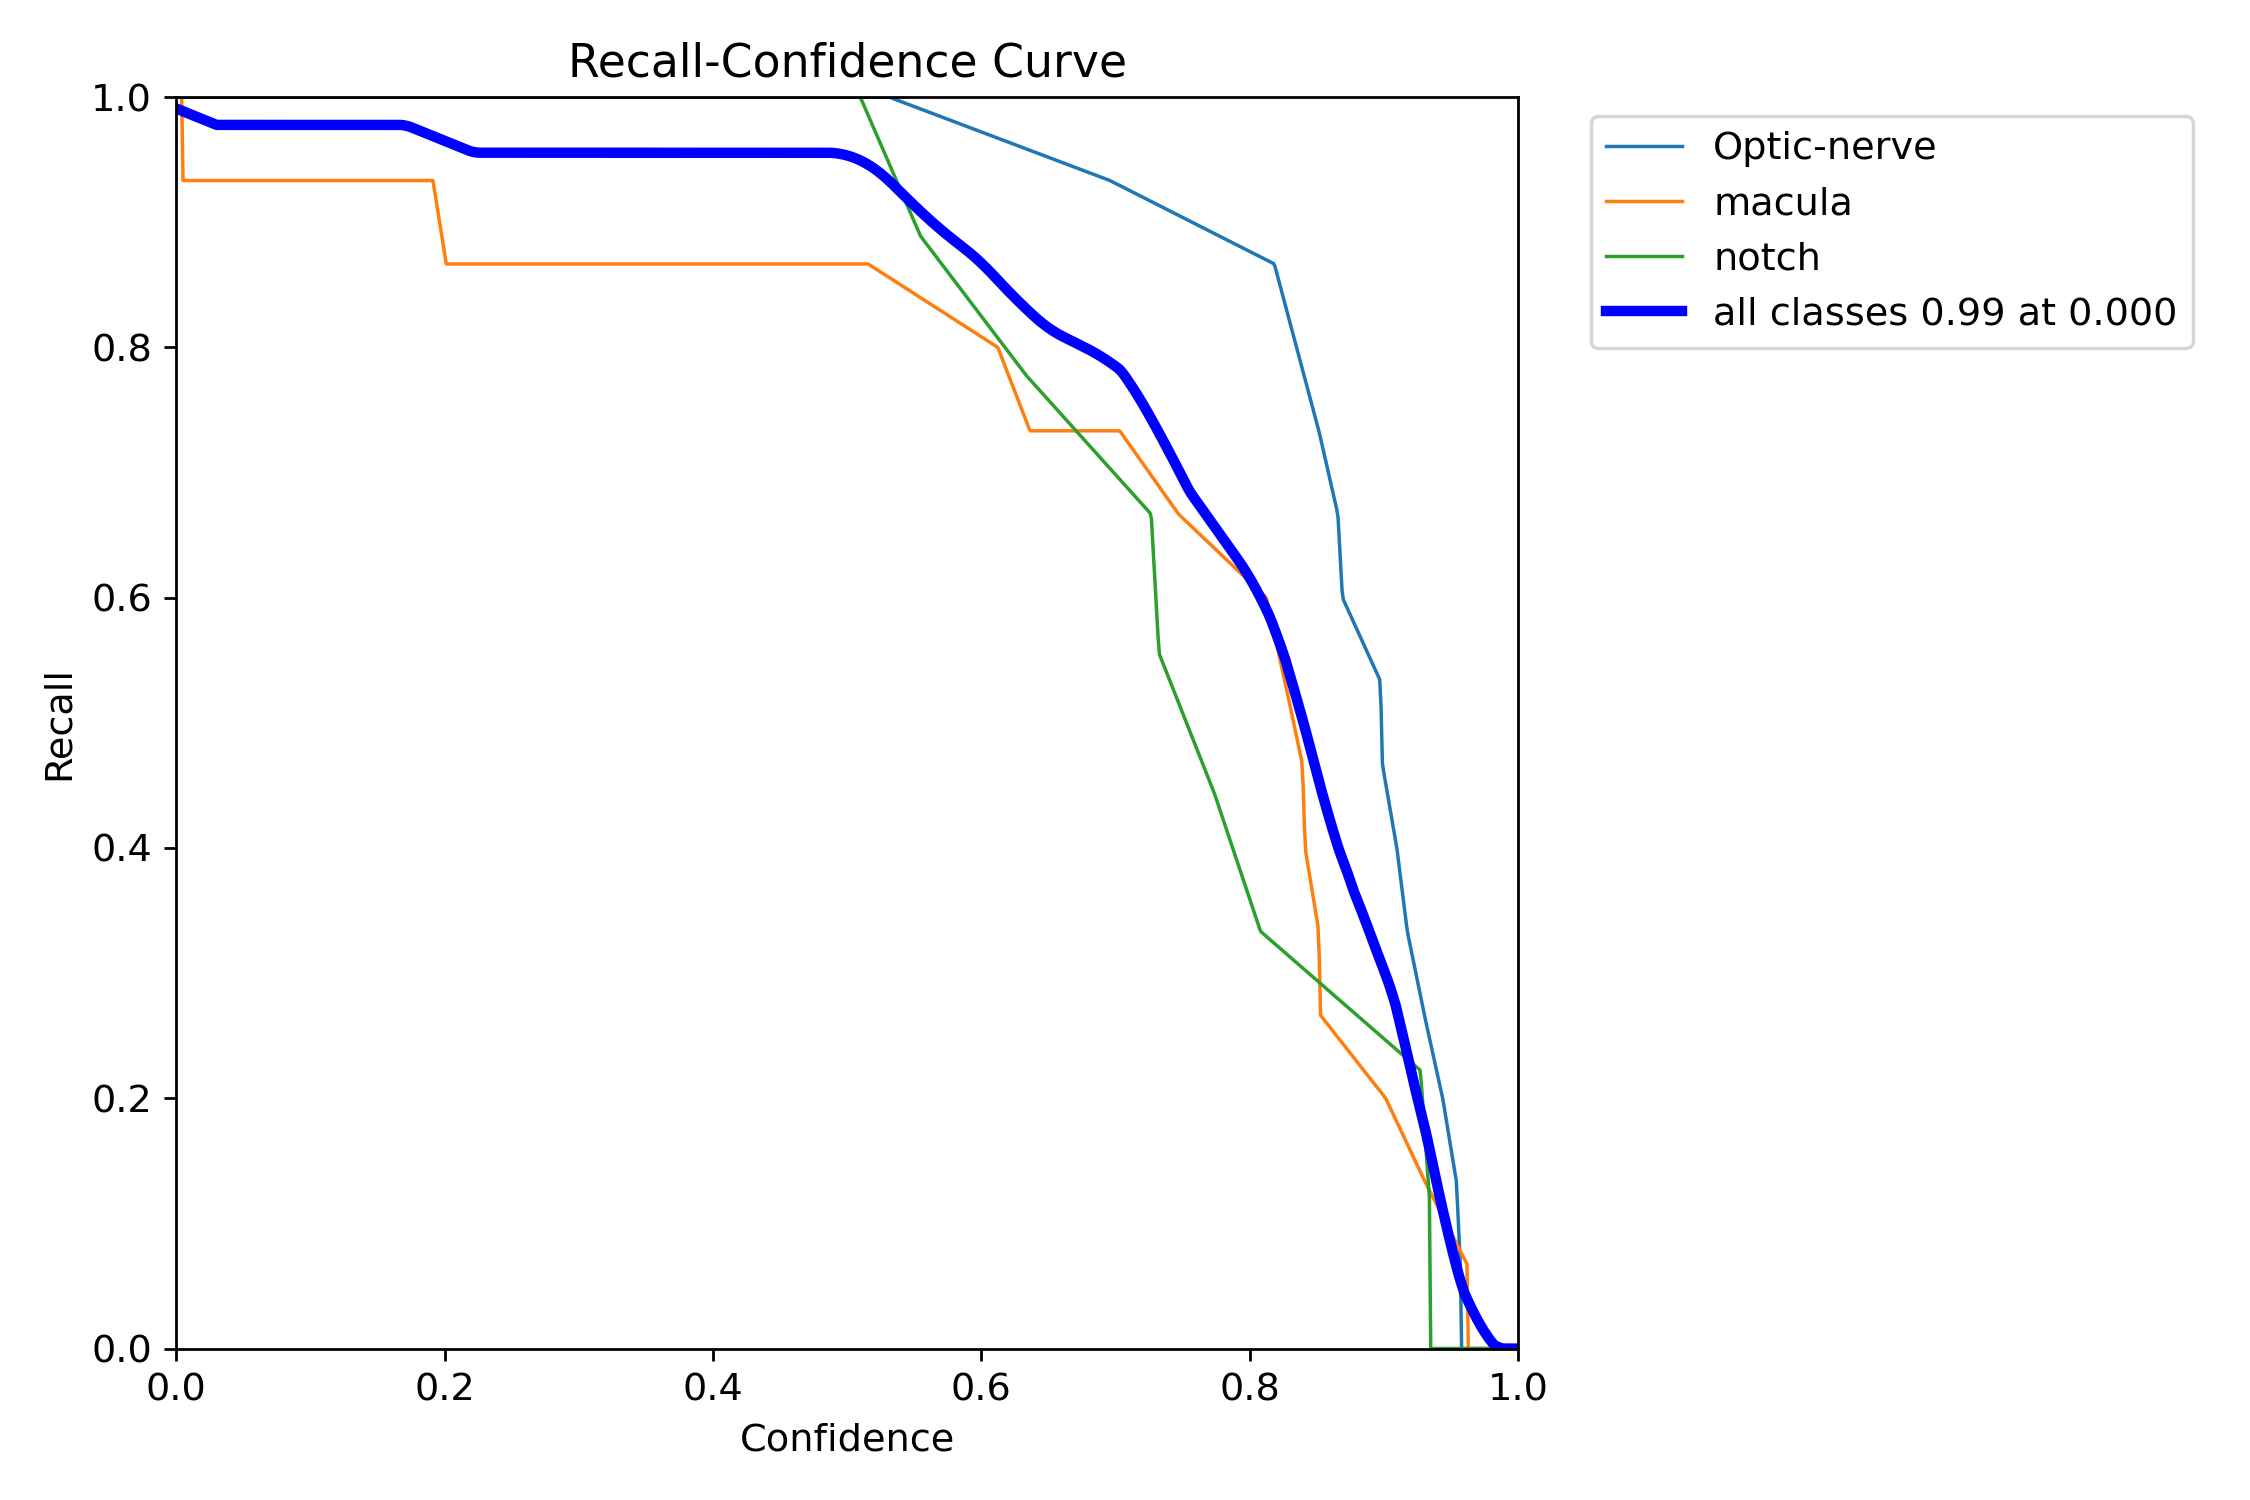 Recall-Confidence Curve
1.0
0.8
0.6
0.4
0.2
0.0
Recall
0.0 0.2 0.4 0.6 0.8 1.0
Confidence
Optic-nerve
macula
notch
all classes 0.99 at 0.000